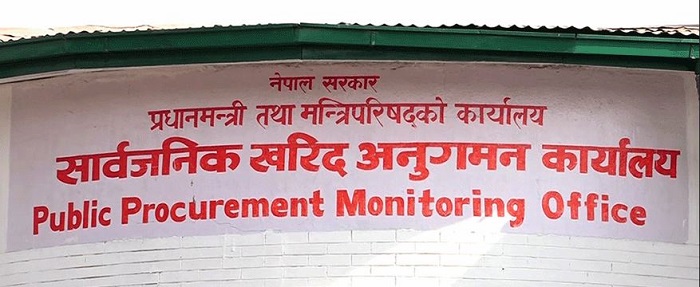 नेपाल सरकार
प्रधानमन्त्री तथा मन्त्रिपरिषद्को कार्यालय
सार्वजनिक खरिद अनुगमन कार्यालय
Public Procurement Monitoring Office